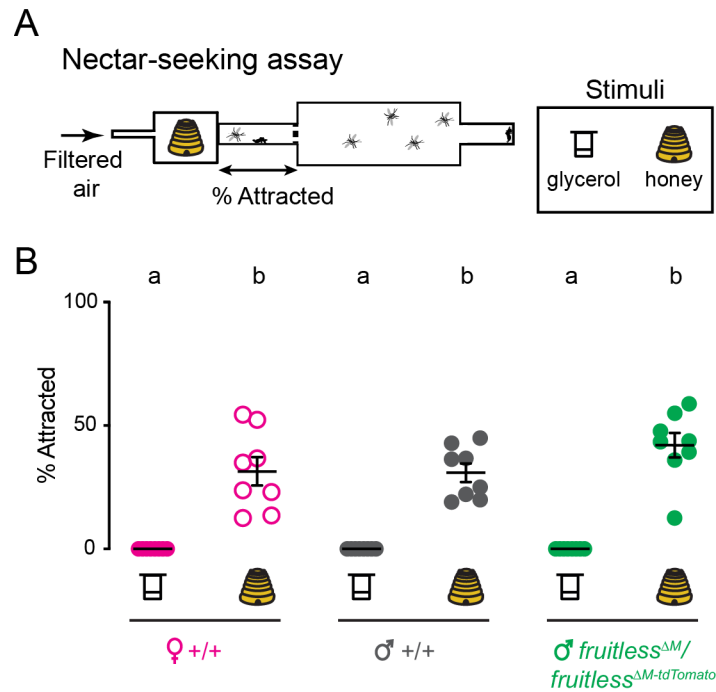 A
Nectar-seeking assay
Filtered
air
% Attracted
Stimuli
glycerol honey
B
a b a b a b
100
50
0
% Attracted
♀ +/+
♂ +/+
♂ fruitless^ΔM/
fruitless^ΔM-tdTomato